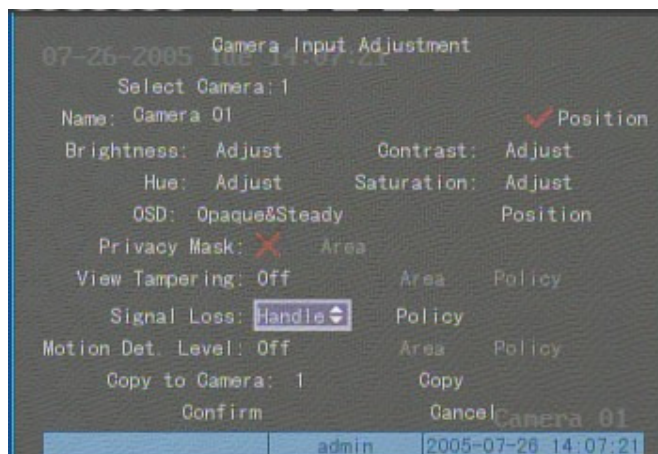 Camera Input Adjustment
07-26-2005 Tue 14:07:21
Select Camera: 1
Name: Camera 01 Position
Brightness: Adjust Contrast: Adjust
Hue: Adjust Saturation: Adjust
OSD: Opaque&Steady Position
Privacy Mask: Area
View Tampering: Off Area Policy
Signal Loss: Handle Policy
Motion Det. Level: Off Area Policy
Copy to Camera: 1 Copy
Confirm Cancel
Camera 01
admin 2005-07-26 14:07:21